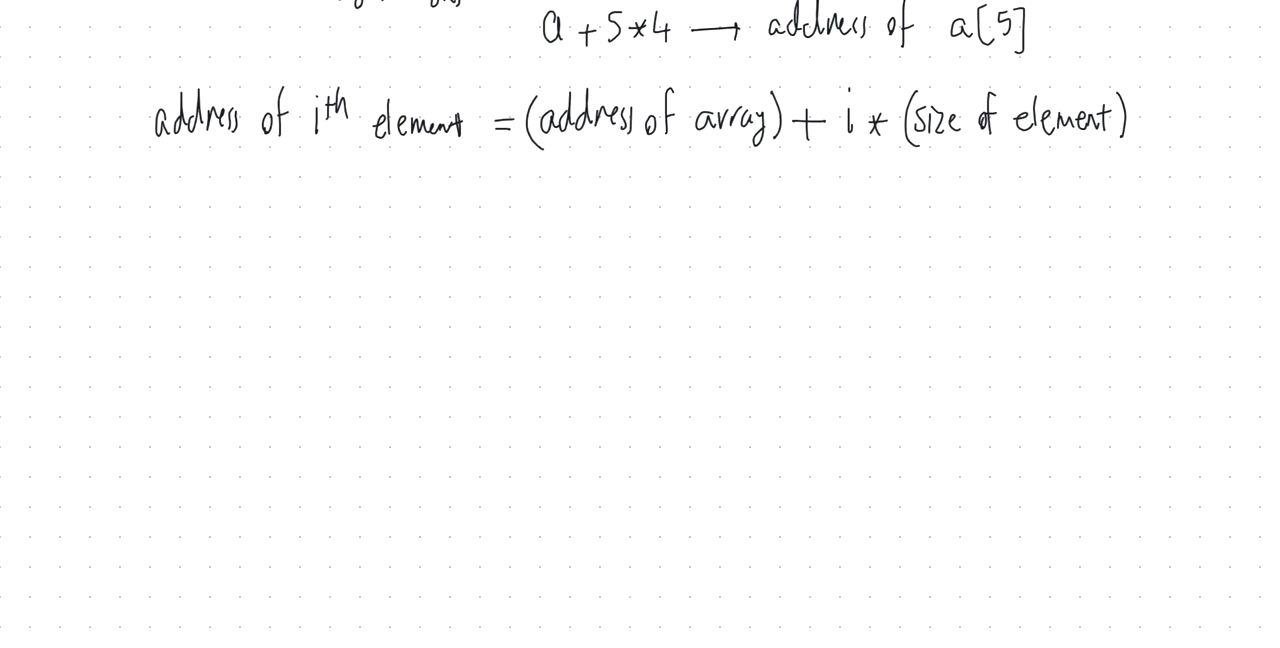 a + 5*4 ⟶ address of a[5]
address of ith element = (address of array) + i * (size of element)